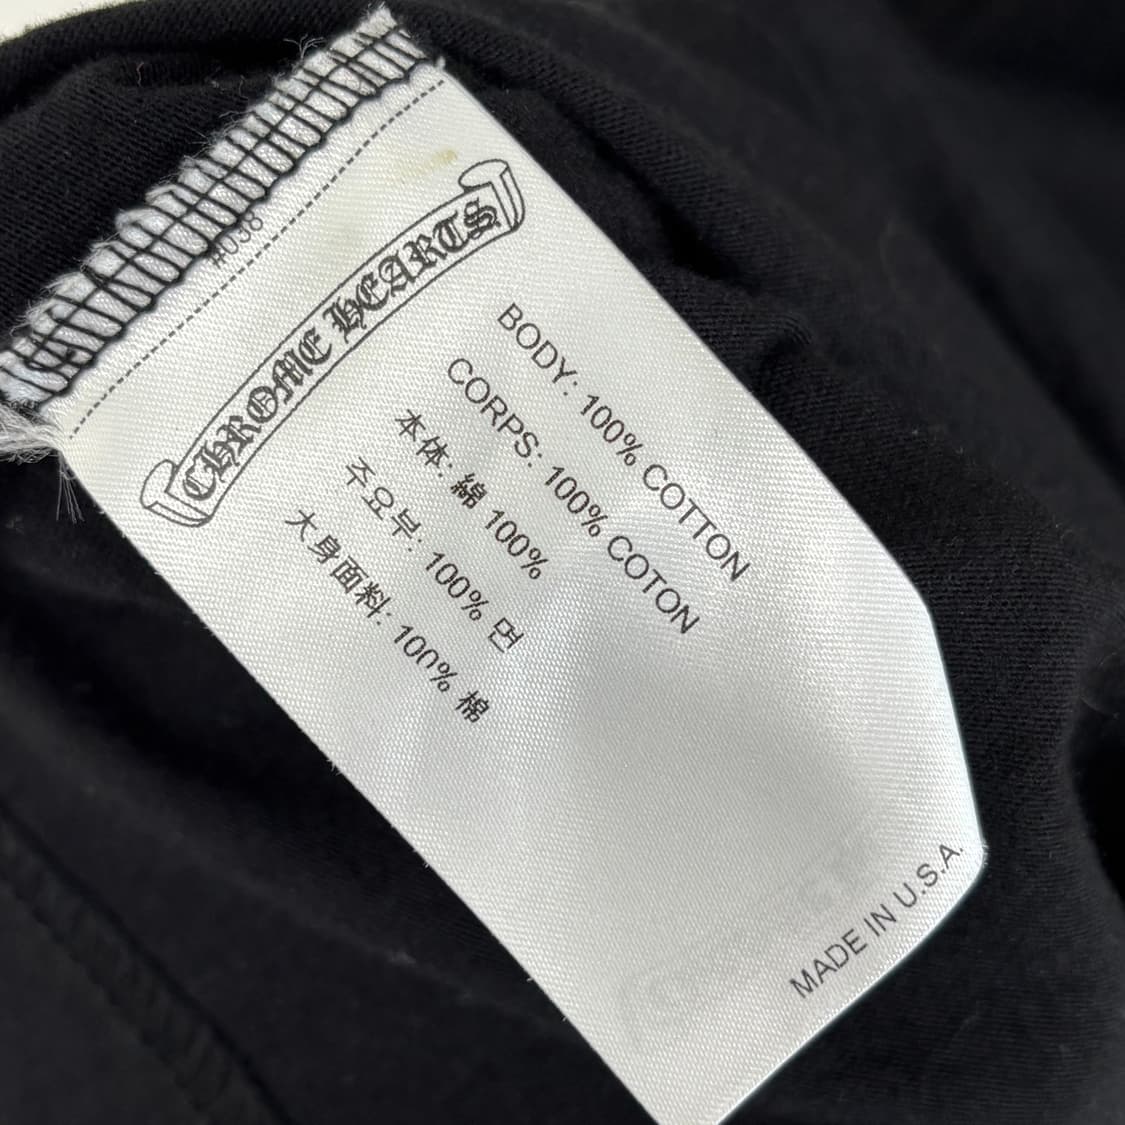 #038
CHROME HEARTS
BODY: 100% COTTON
CORPS: 100% COTON
本体: 綿 100%
주요부: 100% 면
大身面料: 100% 棉
MADE IN U.S.A.